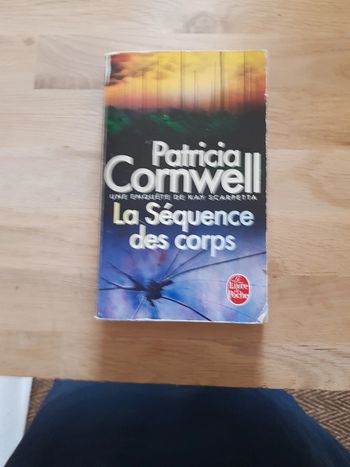 Patricia
Cornwell
UNE ENQUÊTE DE KAY SCARPETTA
La Séquence
des corps
Le Livre
de Poche